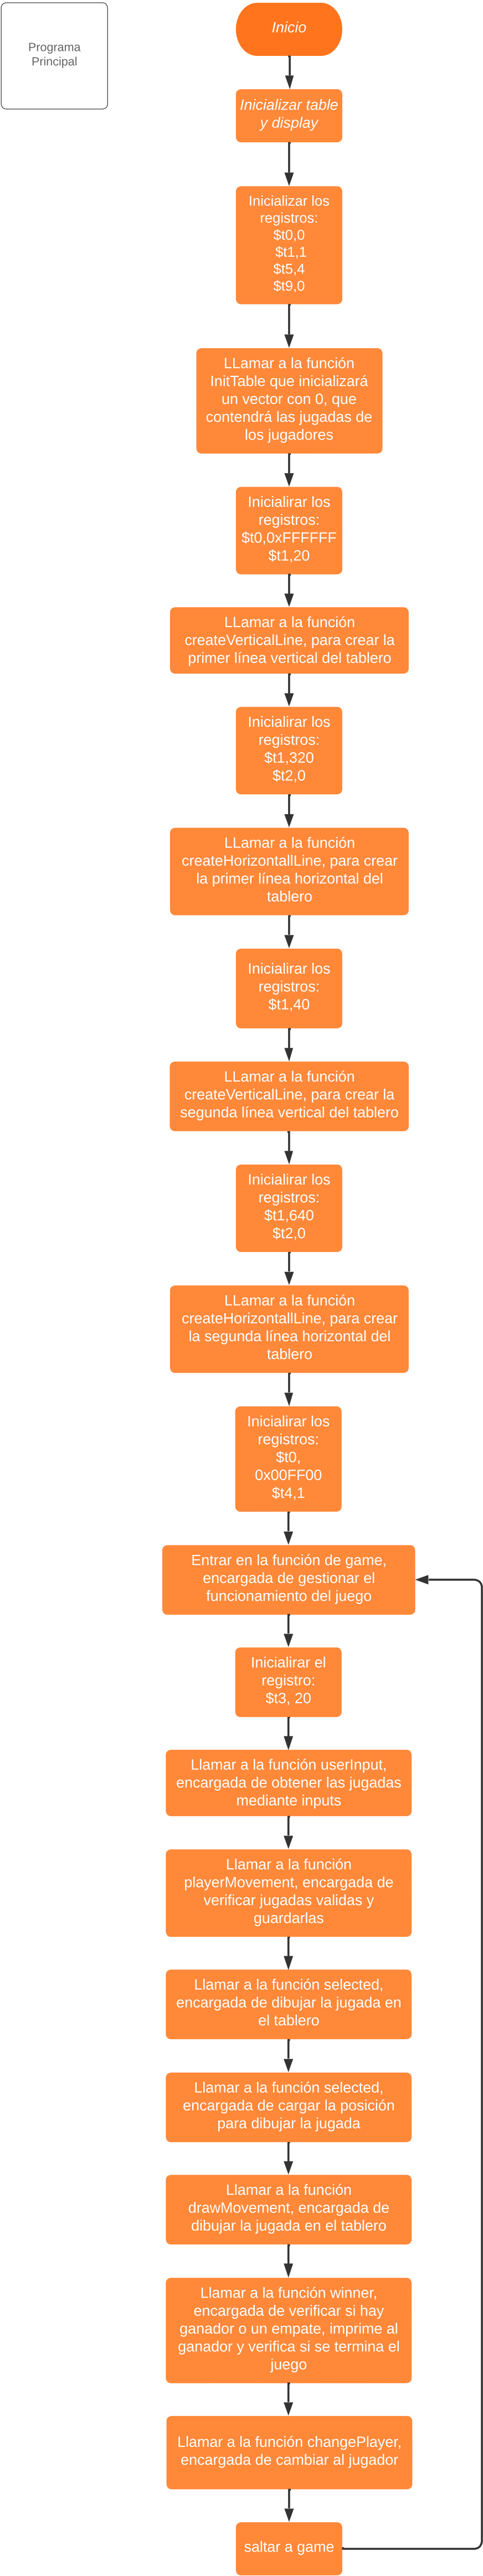 Programa
Principal
Inicio
Inicializar table
y display
Inicializar los
registros:
$t0,0
$t1,1
$t5,4
$t9,0
LLamar a la función
InitTable que inicializará
un vector con 0, que
contendrá las jugadas de
los jugadores
Inicialirar los
registros:
$t0,0xFFFFFF
$t1,20
LLamar a la función
createVerticalLine, para crear la
primer línea vertical del tablero
Inicialirar los
registros:
$t1,320
$t2,0
LLamar a la función
createHorizontallLine, para crear
la primer línea horizontal del
tablero
Inicialirar los
registros:
$t1,40
LLamar a la función
createVerticalLine, para crear la
segunda línea vertical del tablero
Inicialirar los
registros:
$t1,640
$t2,0
LLamar a la función
createHorizontallLine, para crear
la segunda línea horizontal del
tablero
Inicialirar los
registros:
$t0,
0x00FF00
$t4,1
Entrar en la función de game,
encargada de gestionar el
funcionamiento del juego
Inicialirar el
registro:
$t3, 20
Llamar a la función userInput,
encargada de obtener las jugadas
mediante inputs
Llamar a la función
playerMovement, encargada de
verificar jugadas validas y
guardarlas
Llamar a la función selected,
encargada de dibujar la jugada en
el tablero
Llamar a la función selected,
encargada de cargar la posición
para dibujar la jugada
Llamar a la función
drawMovement, encargada de
dibujar la jugada en el tablero
Llamar a la función winner,
encargada de verificar si hay
ganador o un empate, imprime al
ganador y verifica si se termina el
juego
Llamar a la función changePlayer,
encargada de cambiar al jugador
saltar a game